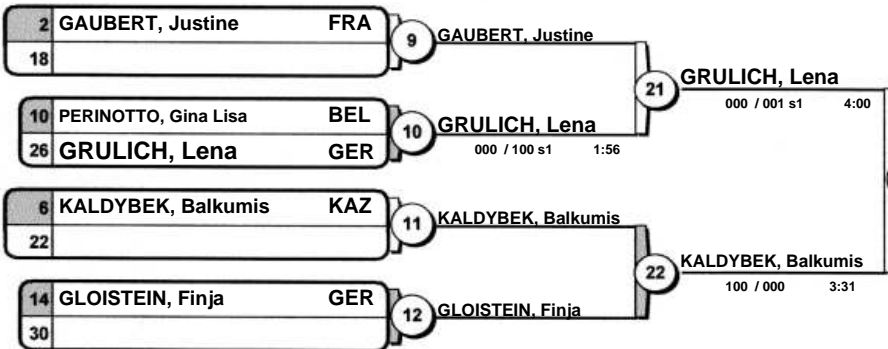 2 GAUBERT, Justine FRA
18
9
GAUBERT, Justine
10 PERINOTTO, Gina Lisa BEL
26 GRULICH, Lena GER
10
GRULICH, Lena
000 / 100 s1 1:56
21
GRULICH, Lena
000 / 001 s1 4:00
6 KALDYBEK, Balkumis KAZ
22
11
KALDYBEK, Balkumis
14 GLOISTEIN, Finja GER
30
12
GLOISTEIN, Finja
22
KALDYBEK, Balkumis
100 / 000 3:31